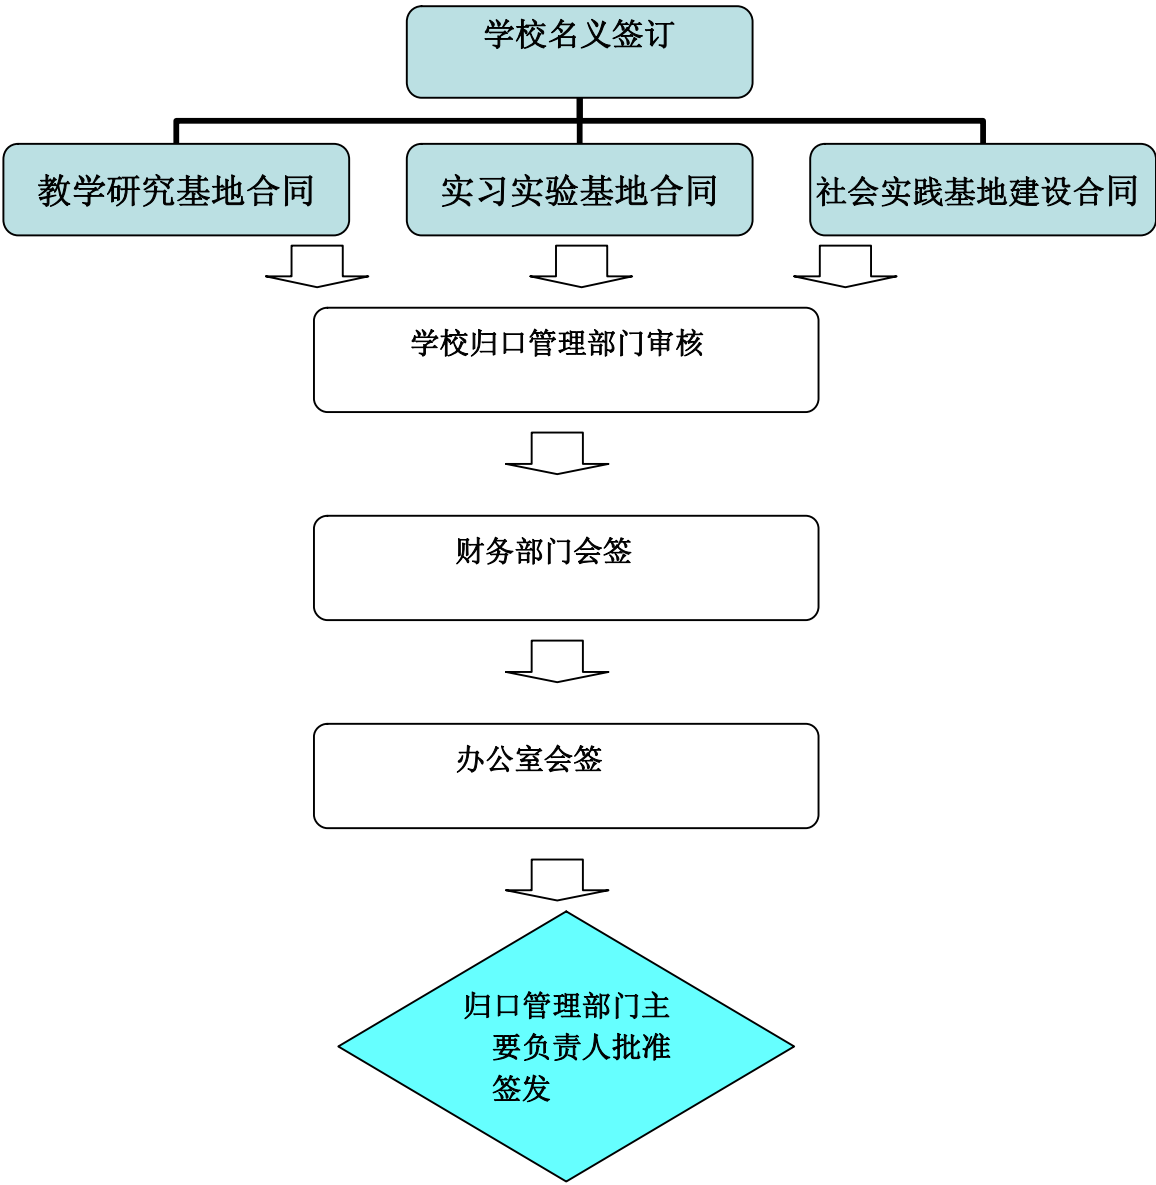 学校名义签订
教学研究基地合同
实习实验基地合同
社会实践基地建设合同
学校归口管理部门审核
财务部门会签
办公室会签
归口管理部门主
要负责人批准
签发